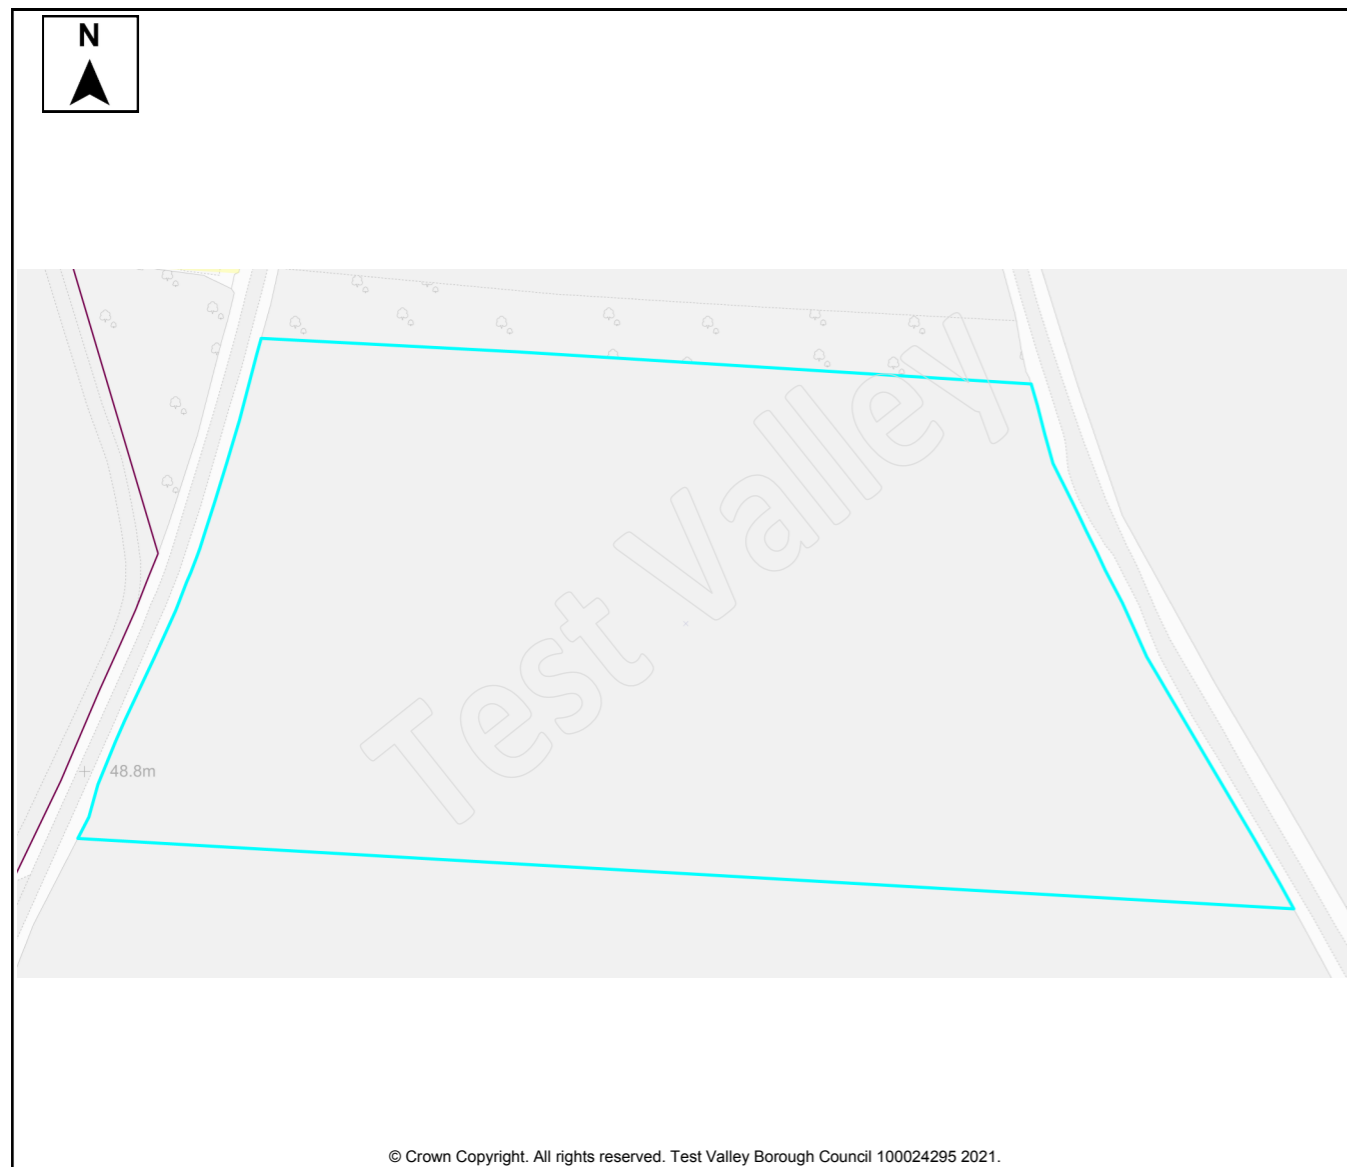 N
Test Valley
48.8m
© Crown Copyright. All rights reserved. Test Valley Borough Council 100024295 2021.